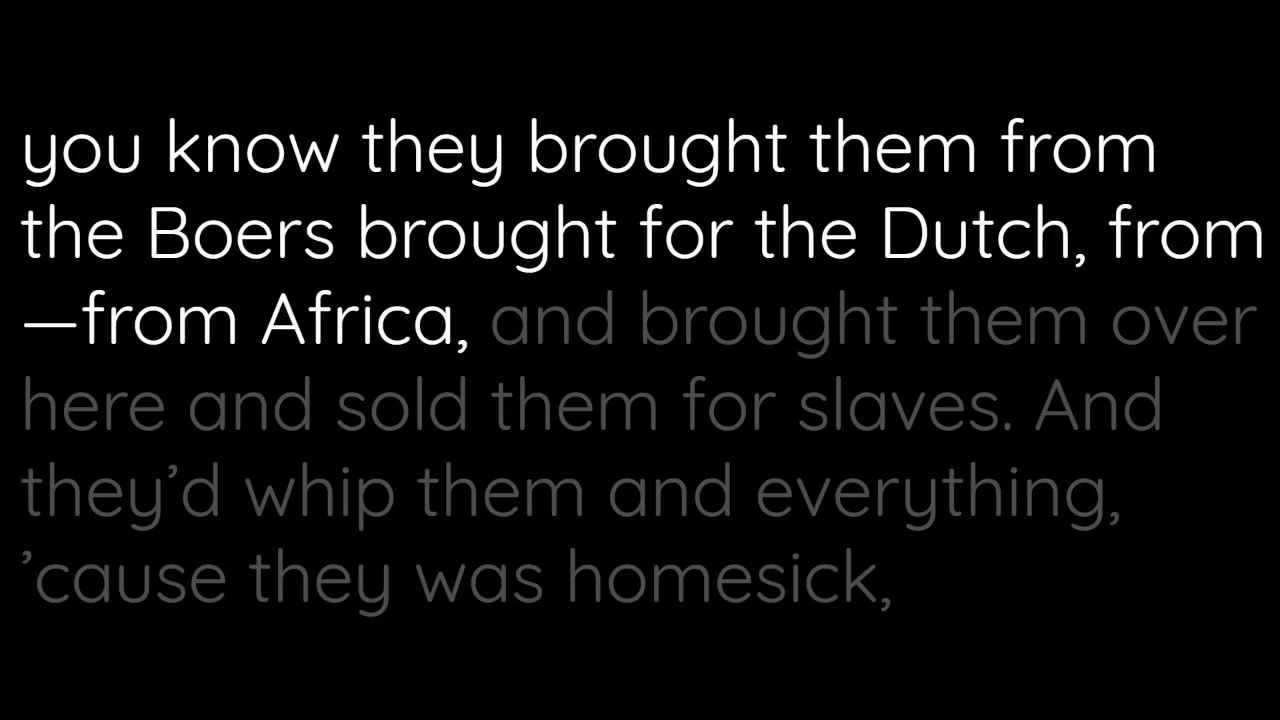 you know they brought them from
the Boers brought for the Dutch, from
—from Africa, and brought them over
here and sold them for slaves. And
they’d whip them and everything,
’cause they was homesick,